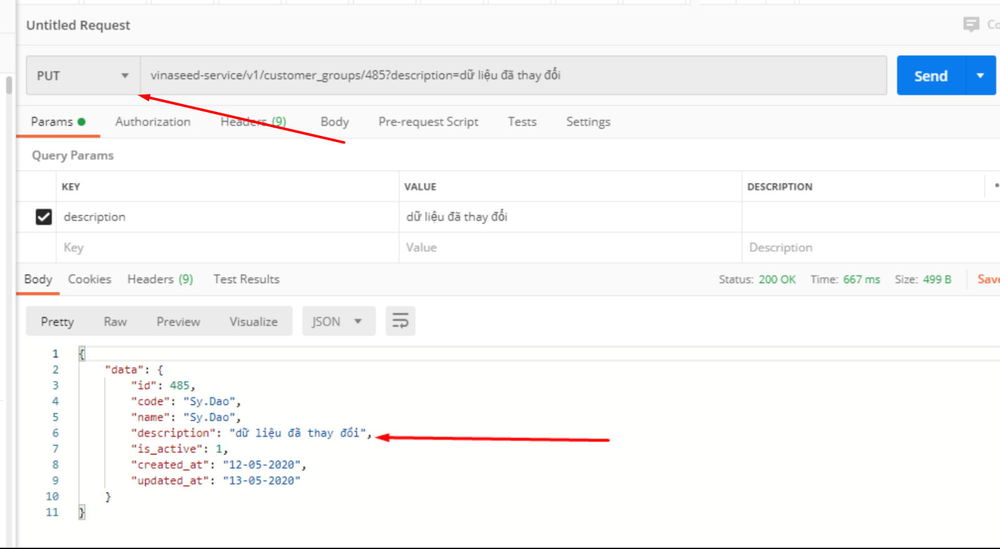 Untitled Request
PUT vinaseed-service/v1/customer_groups/485?description=dữ liệu đã thay đổi Send
Params Authorization Headers (9) Body Pre-request Script Tests Settings
Query Params
KEY VALUE DESCRIPTION
description dữ liệu đã thay đổi
Key Value Description
Body Cookies Headers (9) Test Results Status: 200 OK Time: 667 ms Size: 499 B Save
Pretty Raw Preview Visualize JSON
1 {
2 "data": {
3 "id": 485,
4 "code": "Sy.Dao",
5 "name": "Sy.Dao",
6 "description": "dữ liệu đã thay đổi",
7 "is_active": 1,
8 "created_at": "12-05-2020",
9 "updated_at": "13-05-2020"
10 }
11 }